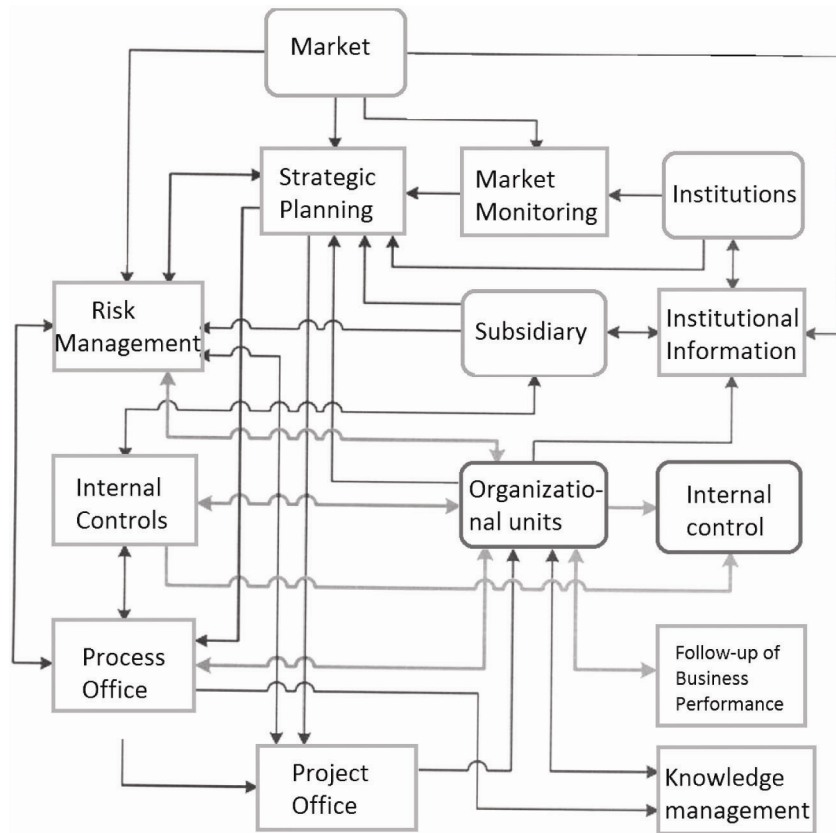 Market
Strategic
Planning
Market
Monitoring
Institutions
Risk
Management
Subsidiary
Institutional
Information
Internal
Controls
Organizatio-
nal units
Internal
control
Process
Office
Follow-up of
Business
Performance
Project
Office
Knowledge
management